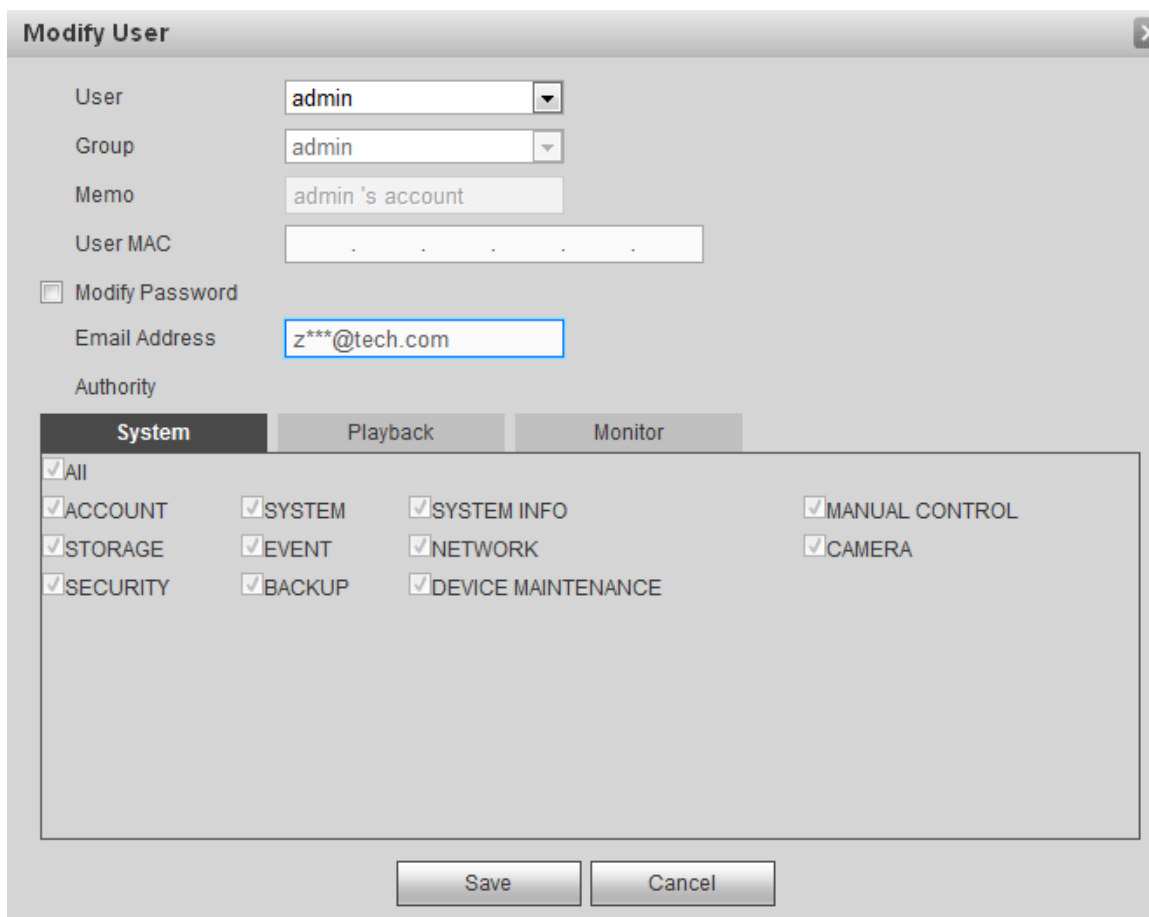 Modify User
User admin
Group admin
Memo admin 's account
User MAC . . . . .
Modify Password
Email Address z***@tech.com
Authority
System Playback Monitor
All
ACCOUNT SYSTEM SYSTEM INFO MANUAL CONTROL
STORAGE EVENT NETWORK CAMERA
SECURITY BACKUP DEVICE MAINTENANCE
Save Cancel